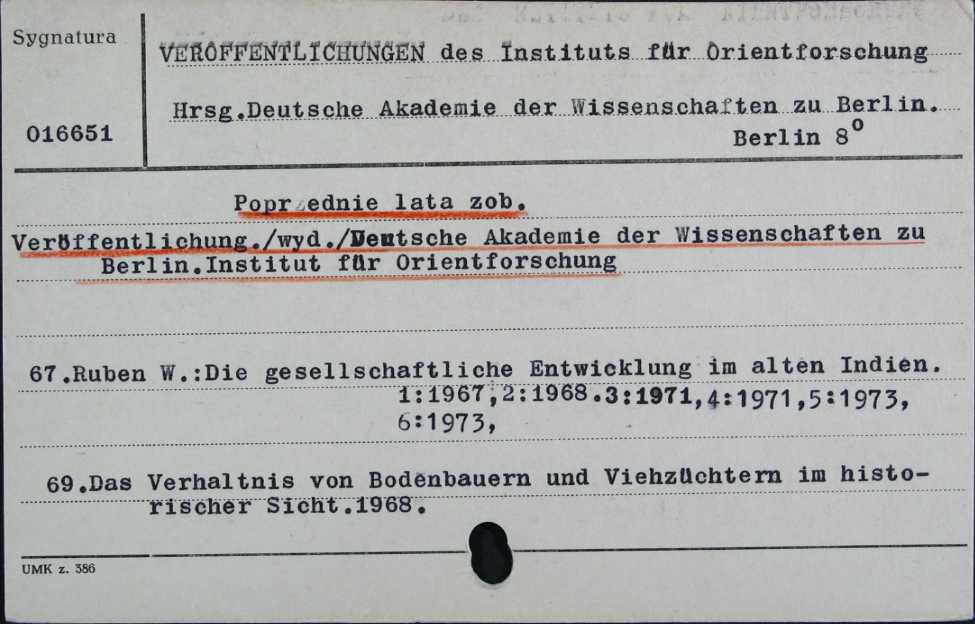 Sygnatura
016651
VERÖFFENTLICHUNGEN des Instituts für Orientforschung
Hrsg.Deutsche Akademie der Wissenschaften zu Berlin.
Berlin 8°
Poprzednie lata zob.
Veröffentlichung./wyd./Deutsche Akademie der Wissenschaften zu
Berlin.Institut für Orientforschung
67.Ruben W.:Die gesellschaftliche Entwicklung im alten Indien.
1:1967,2:1968.3:1971,4:1971,5:1973,
6:1973,
69.Das Verhaltnis von Bodenbauern und Viehzüchtern im histo-
rischer Sicht.1968.
UMK z. 386